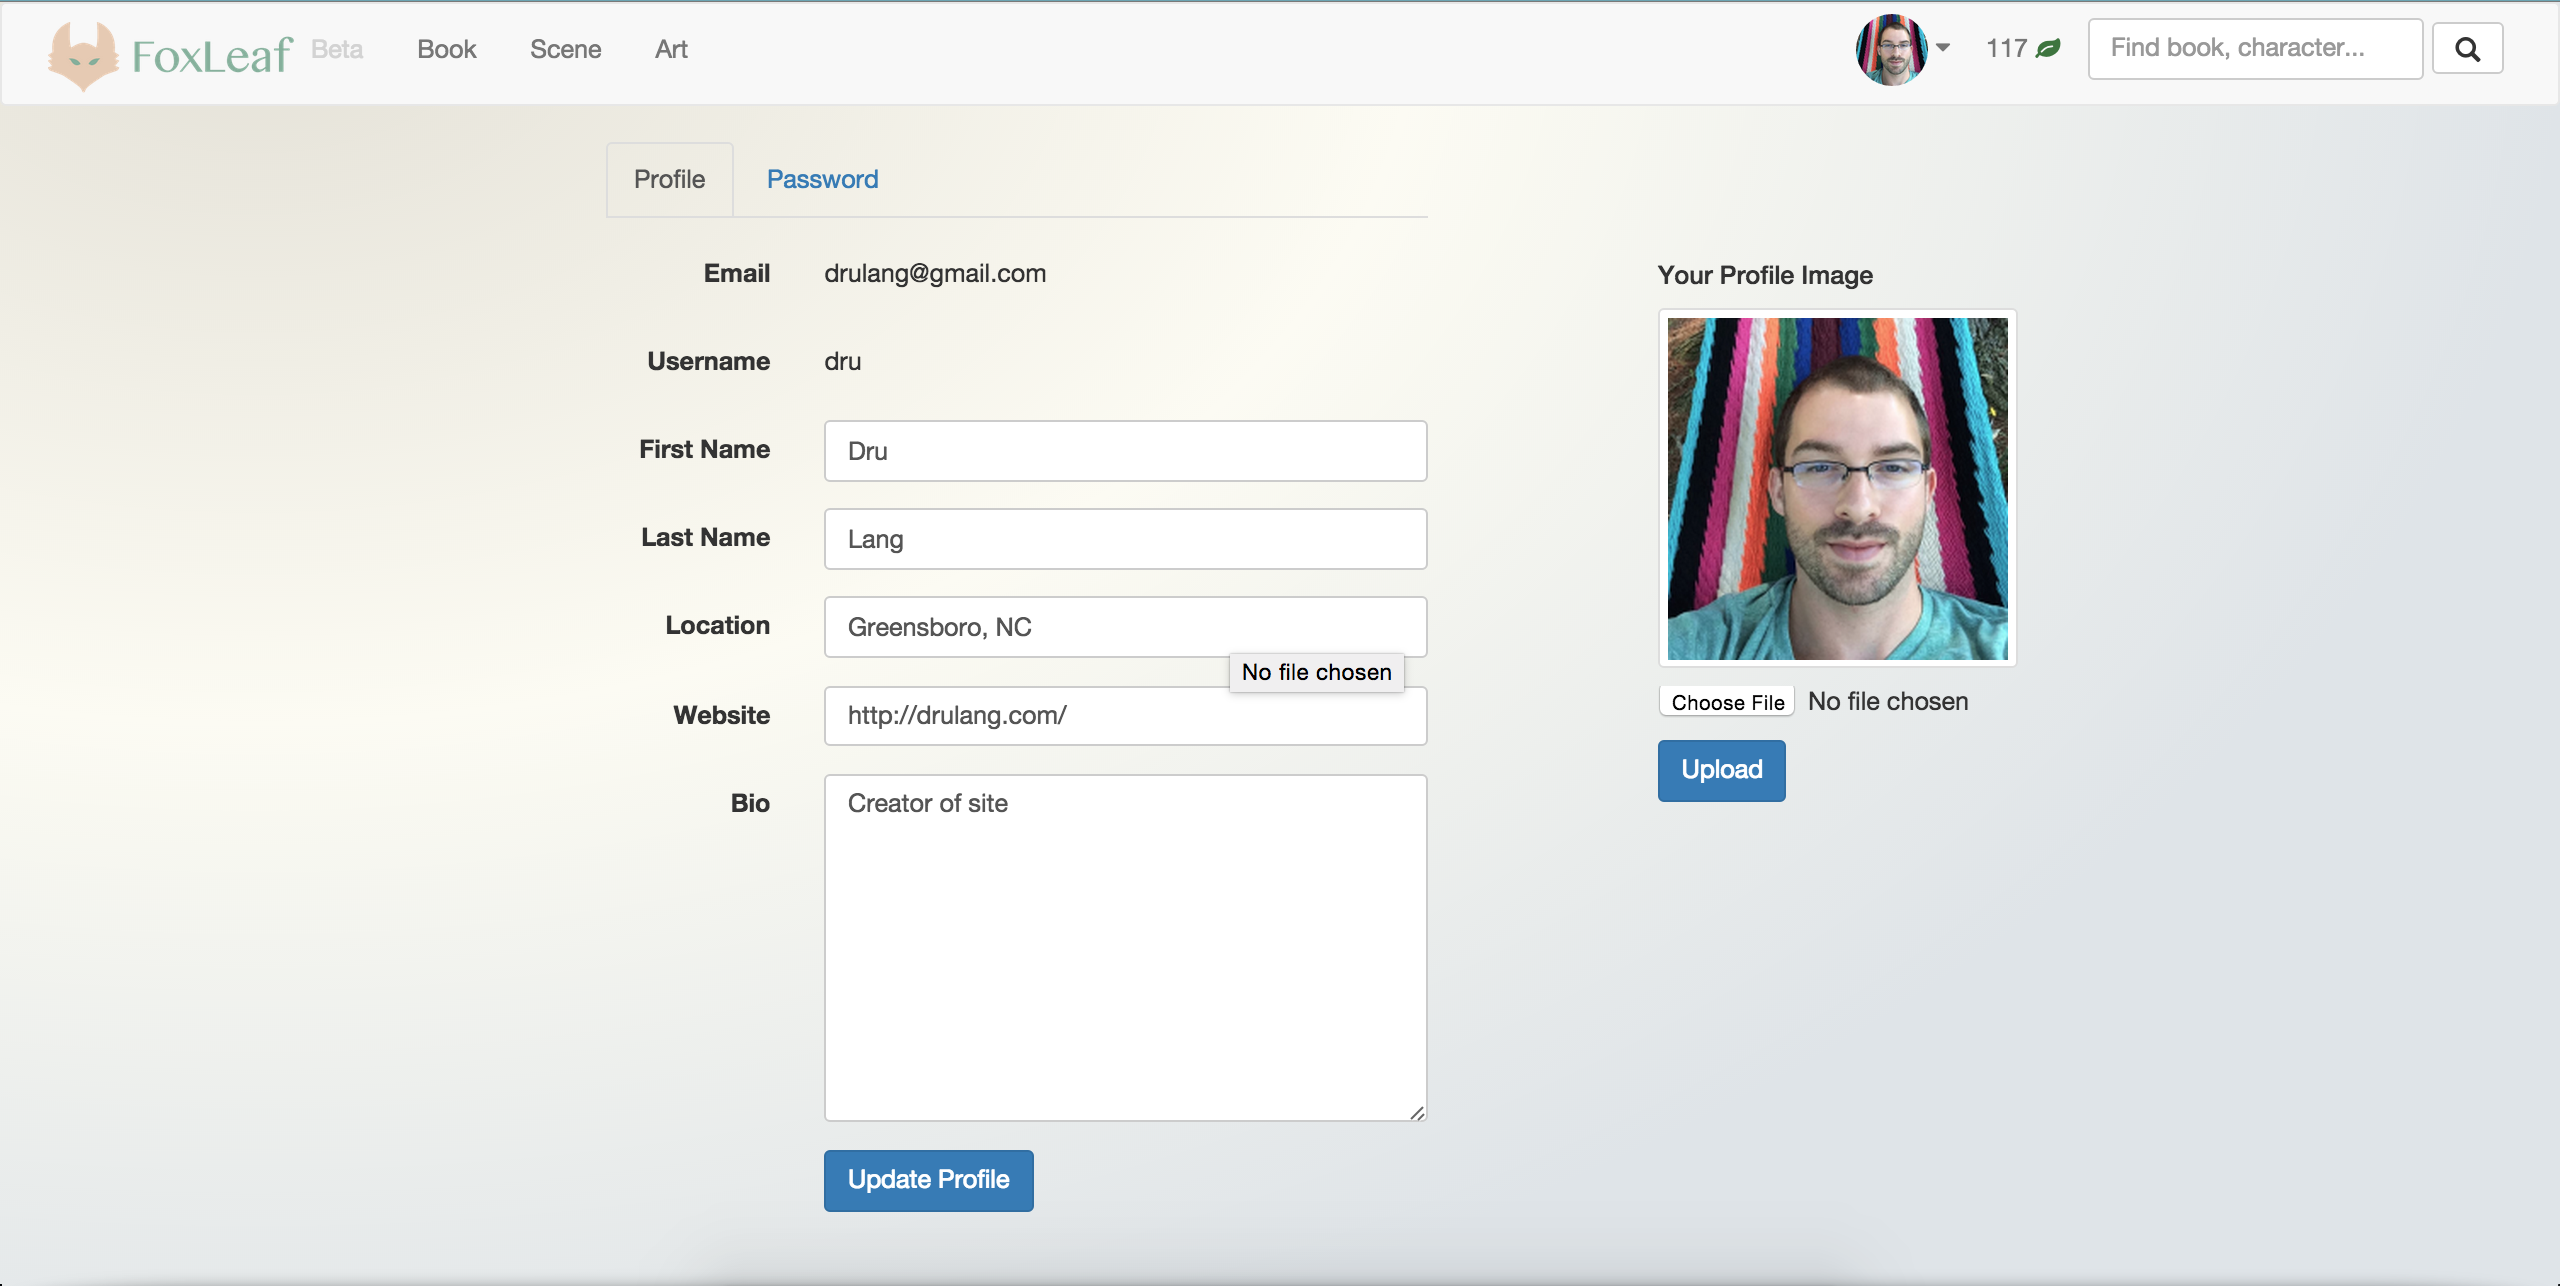 FoxLeaf Beta Book Scene Art 117 Find book, character...
Profile Password
Email drulang@gmail.com
Username dru
First Name Dru
Last Name Lang
Location Greensboro, NC
No file chosen
Website http://drulang.com/
Bio Creator of site
Update Profile
Your Profile Image
Choose File No file chosen
Upload